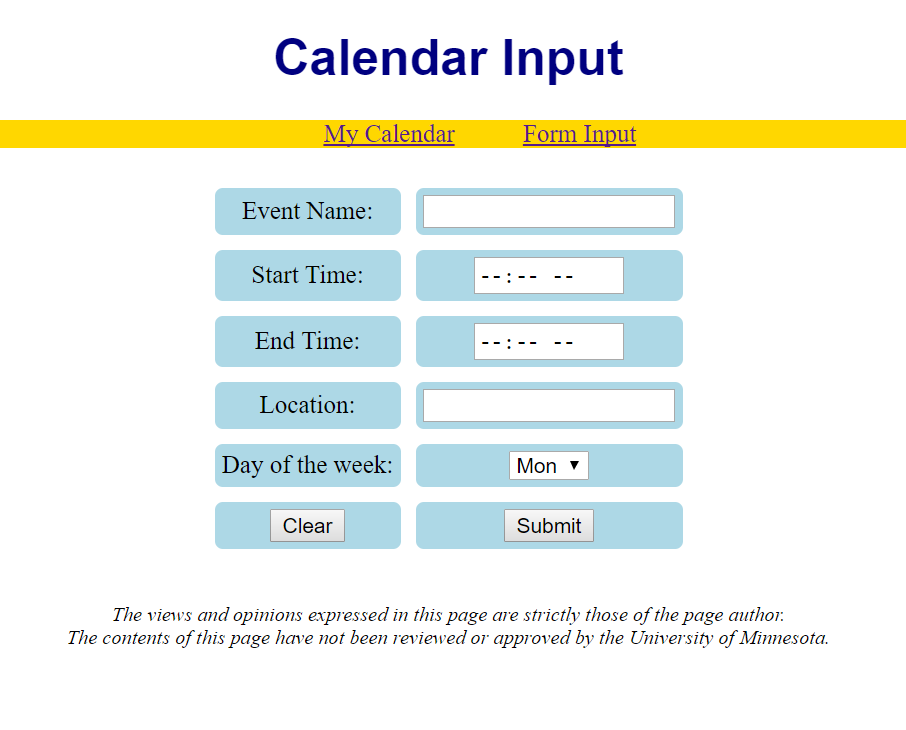 Calendar Input
My Calendar Form Input
Event Name:
Start Time: --:-- --
End Time: --:-- --
Location:
Day of the week: Mon
Clear Submit
The views and opinions expressed in this page are strictly those of the page author.
The contents of this page have not been reviewed or approved by the University of Minnesota.